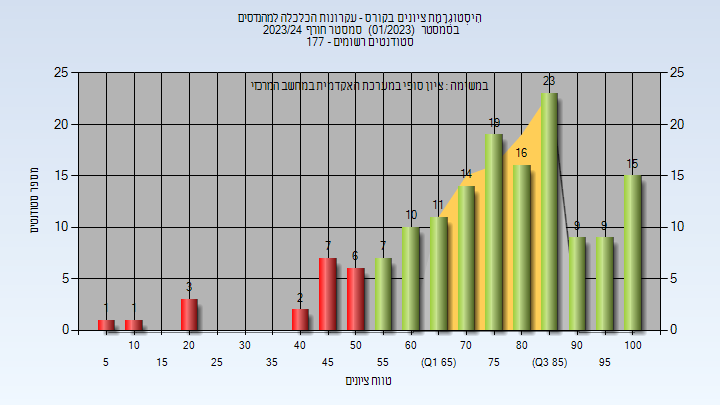 היסטוגרמת ציונים בקורס - עקרונות הכלכלה למהנדסים
בסמסטר (01/2023) סמסטר חורף 2023/24
סטודנטים רשומים - 177
במשימה : ציון סופי במערכת האקדמית במחשב המרכזי
מספר סטודנטים
25 25
20 20
15 15
10 10
5 5
0 0
1 1 3 2 7 6 7 10 11 14 19 16 23 9 9 15
10 20 30 40 50 60 70 80 90 100
5 15 25 35 45 55 (Q1 65) 75 (Q3 85) 95
טווח ציונים